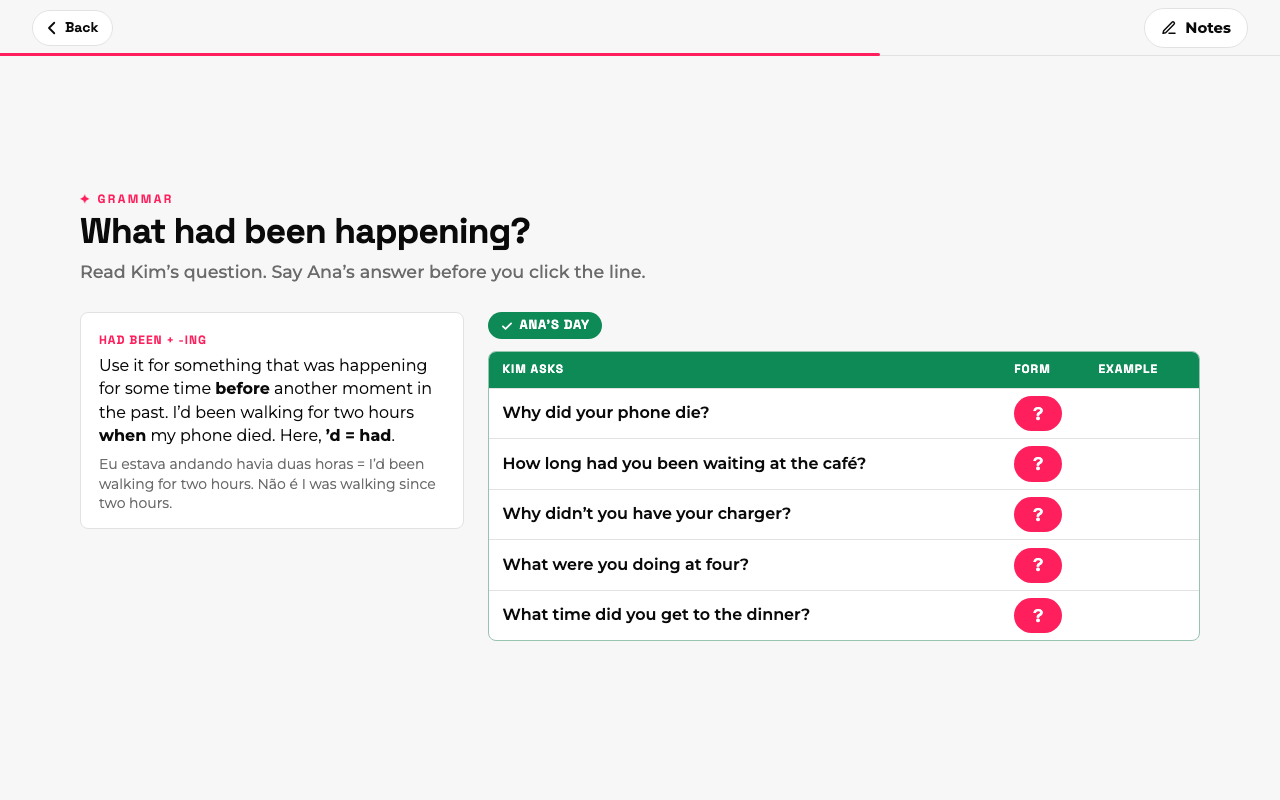 Back
Notes
GRAMMAR
What had been happening?
Read Kim’s question. Say Ana’s answer before you click the line.
HAD BEEN + -ING
Use it for something that was happening
for some time before another moment in
the past. I’d been walking for two hours
when my phone died. Here, ’d = had.
Eu estava andando havia duas horas = I’d been
walking for two hours. Não é I was walking since
two hours.
ANA’S DAY
KIM ASKS FORM EXAMPLE
Why did your phone die? ?
How long had you been waiting at the café? ?
Why didn’t you have your charger? ?
What were you doing at four? ?
What time did you get to the dinner? ?